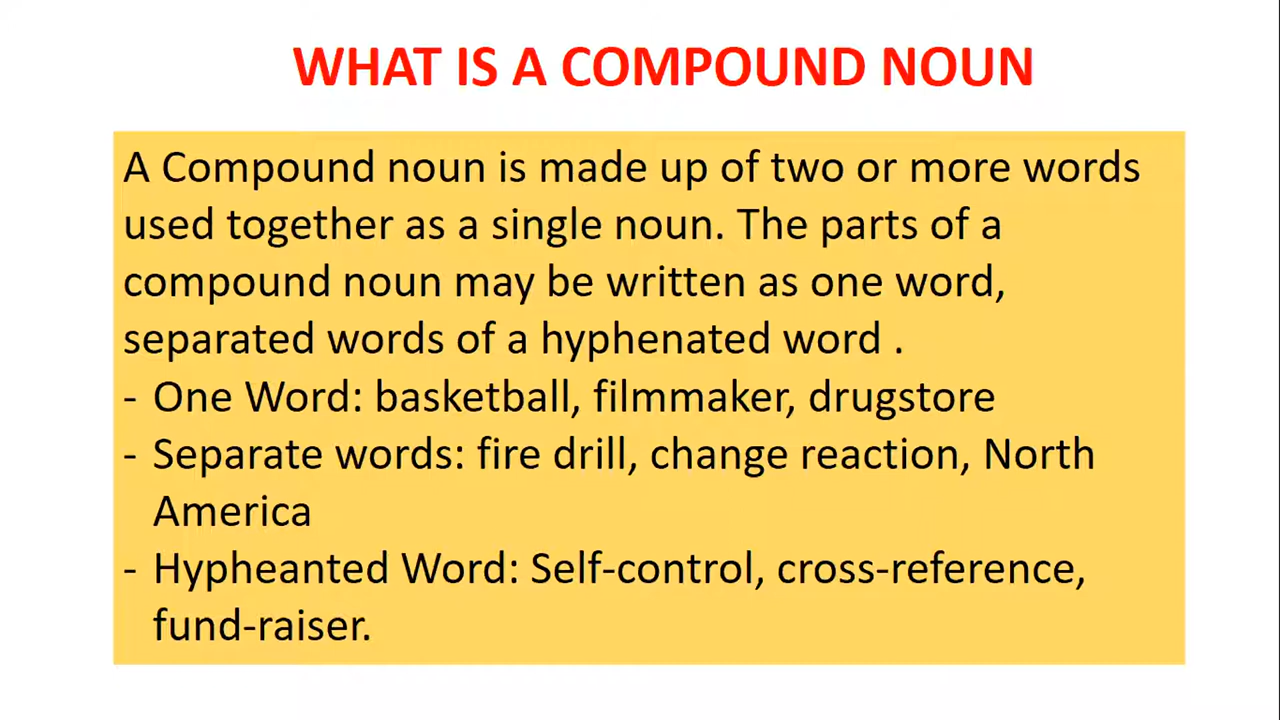 WHAT IS A COMPOUND NOUN
A Compound noun is made up of two or more words
used together as a single noun. The parts of a
compound noun may be written as one word,
separated words of a hyphenated word .
- One Word: basketball, filmmaker, drugstore
- Separate words: fire drill, change reaction, North
America
- Hypheanted Word: Self-control, cross-reference,
fund-raiser.